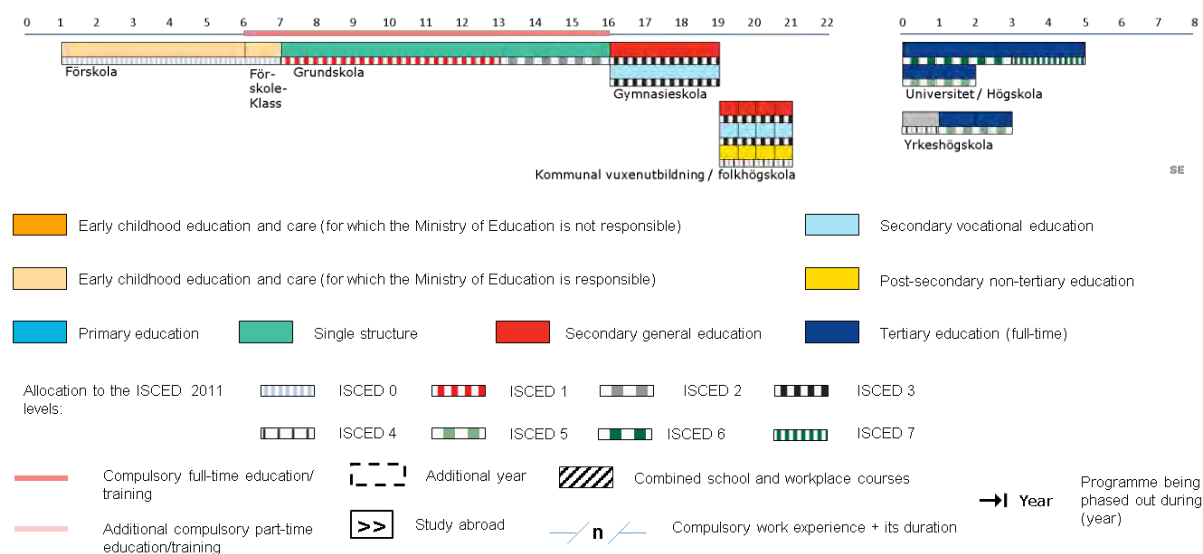 0 1 2 3 4 5 6 7 8 9 10 11 12 13 14 15 16 17 18 19 20 21 22
0 1 2 3 4 5 6 7 8
Förskola
För-
skole-
Klass
Grundskola
Gymnasieskola
Kommunal vuxenutbildning / folkhögskola
Universitet / Högskola
Yrkeshögskola
SE
Early childhood education and care (for which the Ministry of Education is not responsible)
Secondary vocational education
Early childhood education and care (for which the Ministry of Education is responsible)
Post-secondary non-tertiary education
Primary education
Single structure
Secondary general education
Tertiary education (full-time)
Allocation to the ISCED 2011
levels:
ISCED 0
ISCED 1
ISCED 2
ISCED 3
ISCED 4
ISCED 5
ISCED 6
ISCED 7
Compulsory full-time education/
training
Additional year
Combined school and workplace courses
Year
Programme being
phased out during
(year)
Additional compulsory part-time
education/training
>>
Study abroad
n
Compulsory work experience + its duration